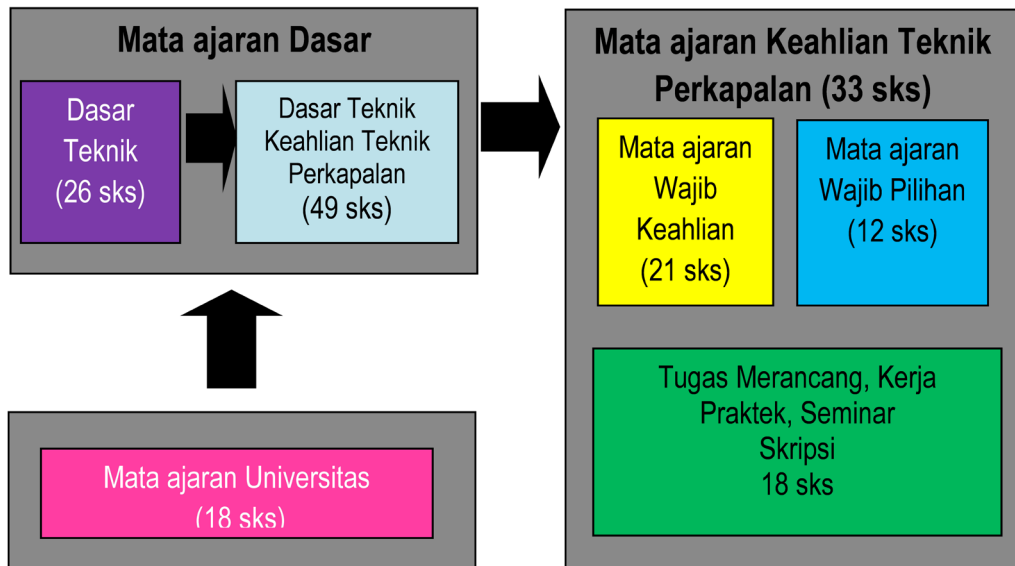 Mata ajaran Dasar
Dasar
Teknik
(26 sks)
Dasar Teknik
Keahlian Teknik
Perkapalan
(49 sks)
Mata ajaran Universitas
(18 sks)
Mata ajaran Keahlian Teknik
Perkapalan (33 sks)
Mata ajaran
Wajib
Keahlian
(21 sks)
Mata ajaran
Wajib Pilihan
(12 sks)
Tugas Merancang, Kerja
Praktek, Seminar
Skripsi
18 sks